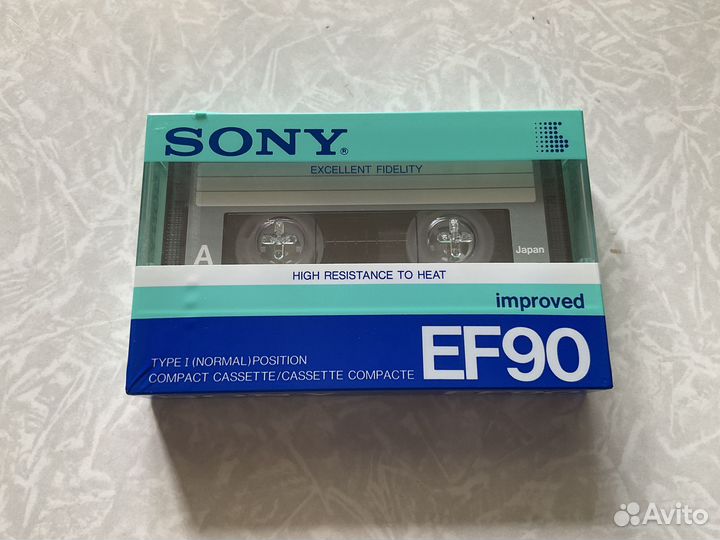 SONY®
EXCELLENT FIDELITY
A
Japan
HIGH RESISTANCE TO HEAT
improved
TYPE I (NORMAL) POSITION
COMPACT CASSETTE/CASSETTE COMPACTE
EF90
Avito